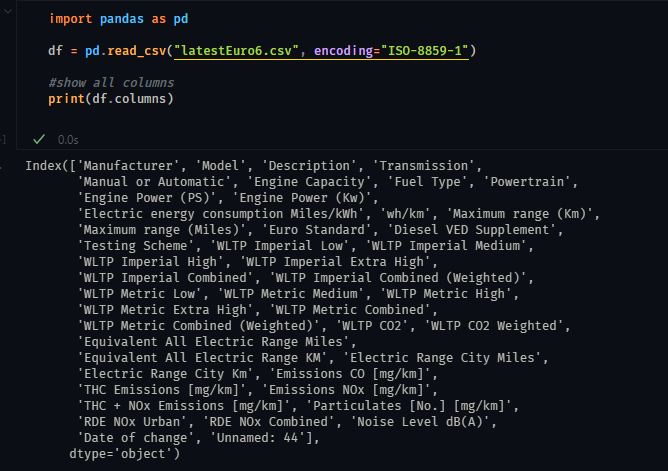 import pandas as pd
df = pd.read_csv("latestEuro6.csv", encoding="ISO-8859-1")
#show all columns
print(df.columns)
0.0s
Index(['Manufacturer', 'Model', 'Description', 'Transmission',
'Manual or Automatic', 'Engine Capacity', 'Fuel Type', 'Powertrain',
'Engine Power (PS)', 'Engine Power (Kw)',
'Electric energy consumption Miles/kWh', 'wh/km', 'Maximum range (Km)',
'Maximum range (Miles)', 'Euro Standard', 'Diesel VED Supplement',
'Testing Scheme', 'WLTP Imperial Low', 'WLTP Imperial Medium',
'WLTP Imperial High', 'WLTP Imperial Extra High',
'WLTP Imperial Combined', 'WLTP Imperial Combined (Weighted)',
'WLTP Metric Low', 'WLTP Metric Medium', 'WLTP Metric High',
'WLTP Metric Extra High', 'WLTP Metric Combined',
'WLTP Metric Combined (Weighted)', 'WLTP CO2', 'WLTP CO2 Weighted',
'Equivalent All Electric Range Miles',
'Equivalent All Electric Range KM', 'Electric Range City Miles',
'Electric Range City Km', 'Emissions CO [mg/km]',
'THC Emissions [mg/km]', 'Emissions NOx [mg/km]',
'THC + NOx Emissions [mg/km]', 'Particulates [No.] [mg/km]',
'RDE NOx Urban', 'RDE NOx Combined', 'Noise Level dB(A)',
'Date of change', 'Unnamed: 44'],
dtype='object')